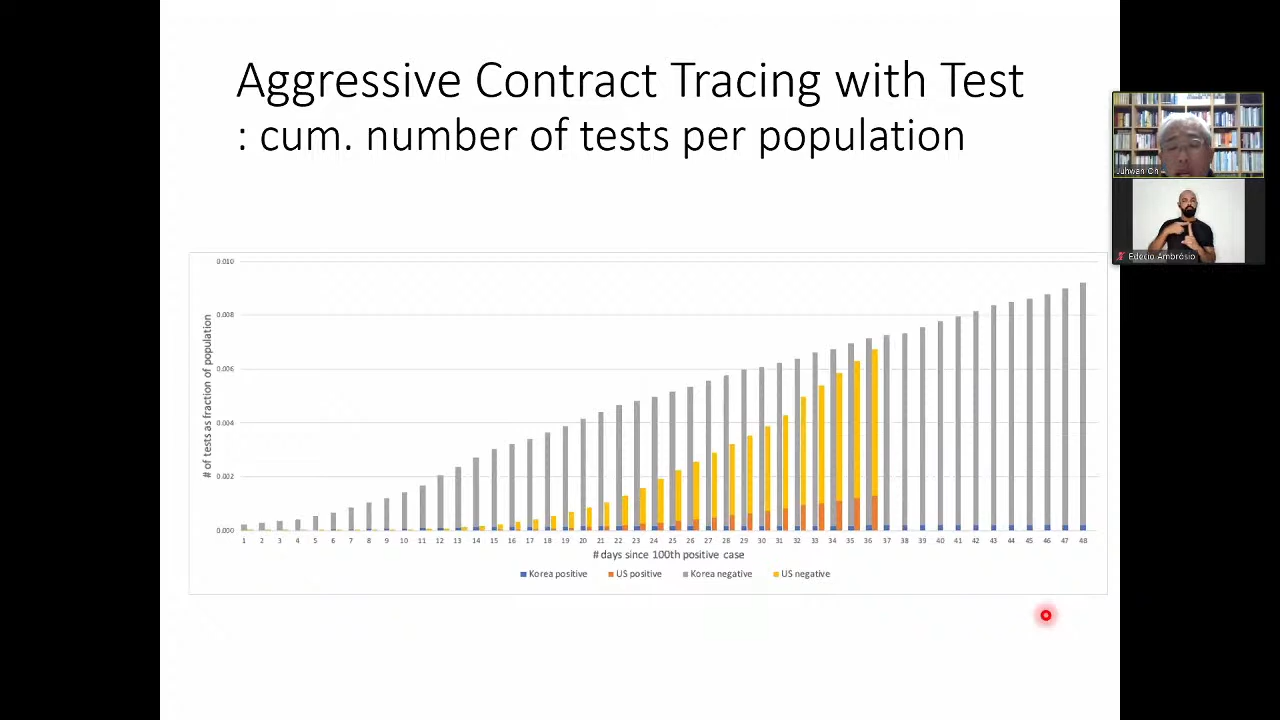 Aggressive Contract Tracing with Test
: cum. number of tests per population
Juhwan Oh
Edecio Ambrósio
# of tests as fraction of population
0.010
0.008
0.006
0.004
0.002
0.000
1 2 3 4 5 6 7 8 9 10 11 12 13 14 15 16 17 18 19 20 21 22 23 24 25 26 27 28 29 30 31 32 33 34 35 36 37 38 39 40 41 42 43 44 45 46 47 48
# days since 100th positive case
Korea positive US positive Korea negative US negative